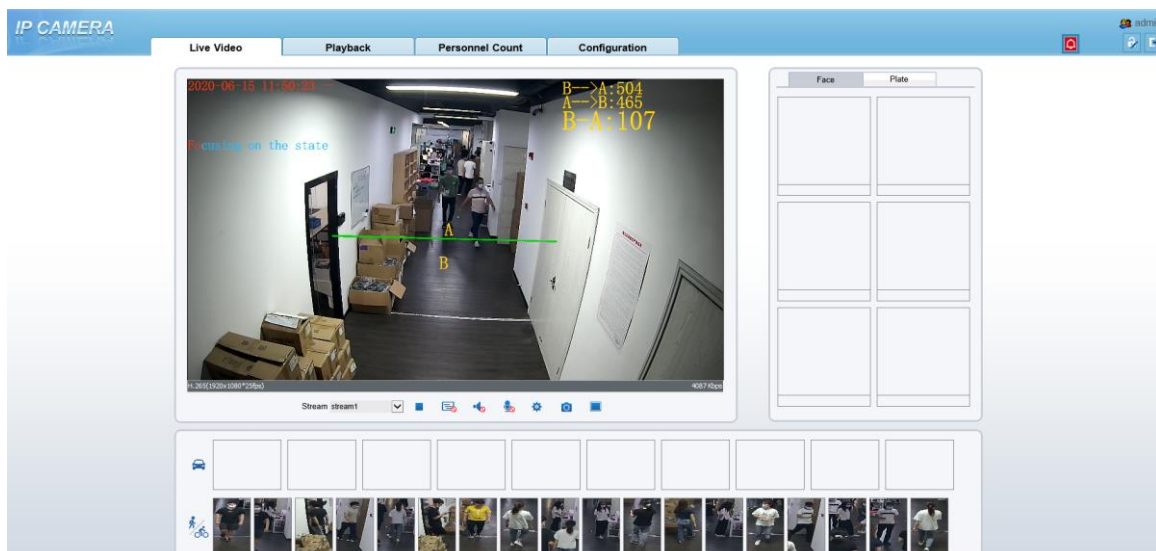 IP CAMERA
admi
Live Video
Playback
Personnel Count
Configuration
Face
Plate
2020-06-15 11:50:23
B-->A:504
A-->B:465
B-A:107
Focusing on the state
A
B
H.265(1920x1080*25fps)
4087Kbps
Stream stream1